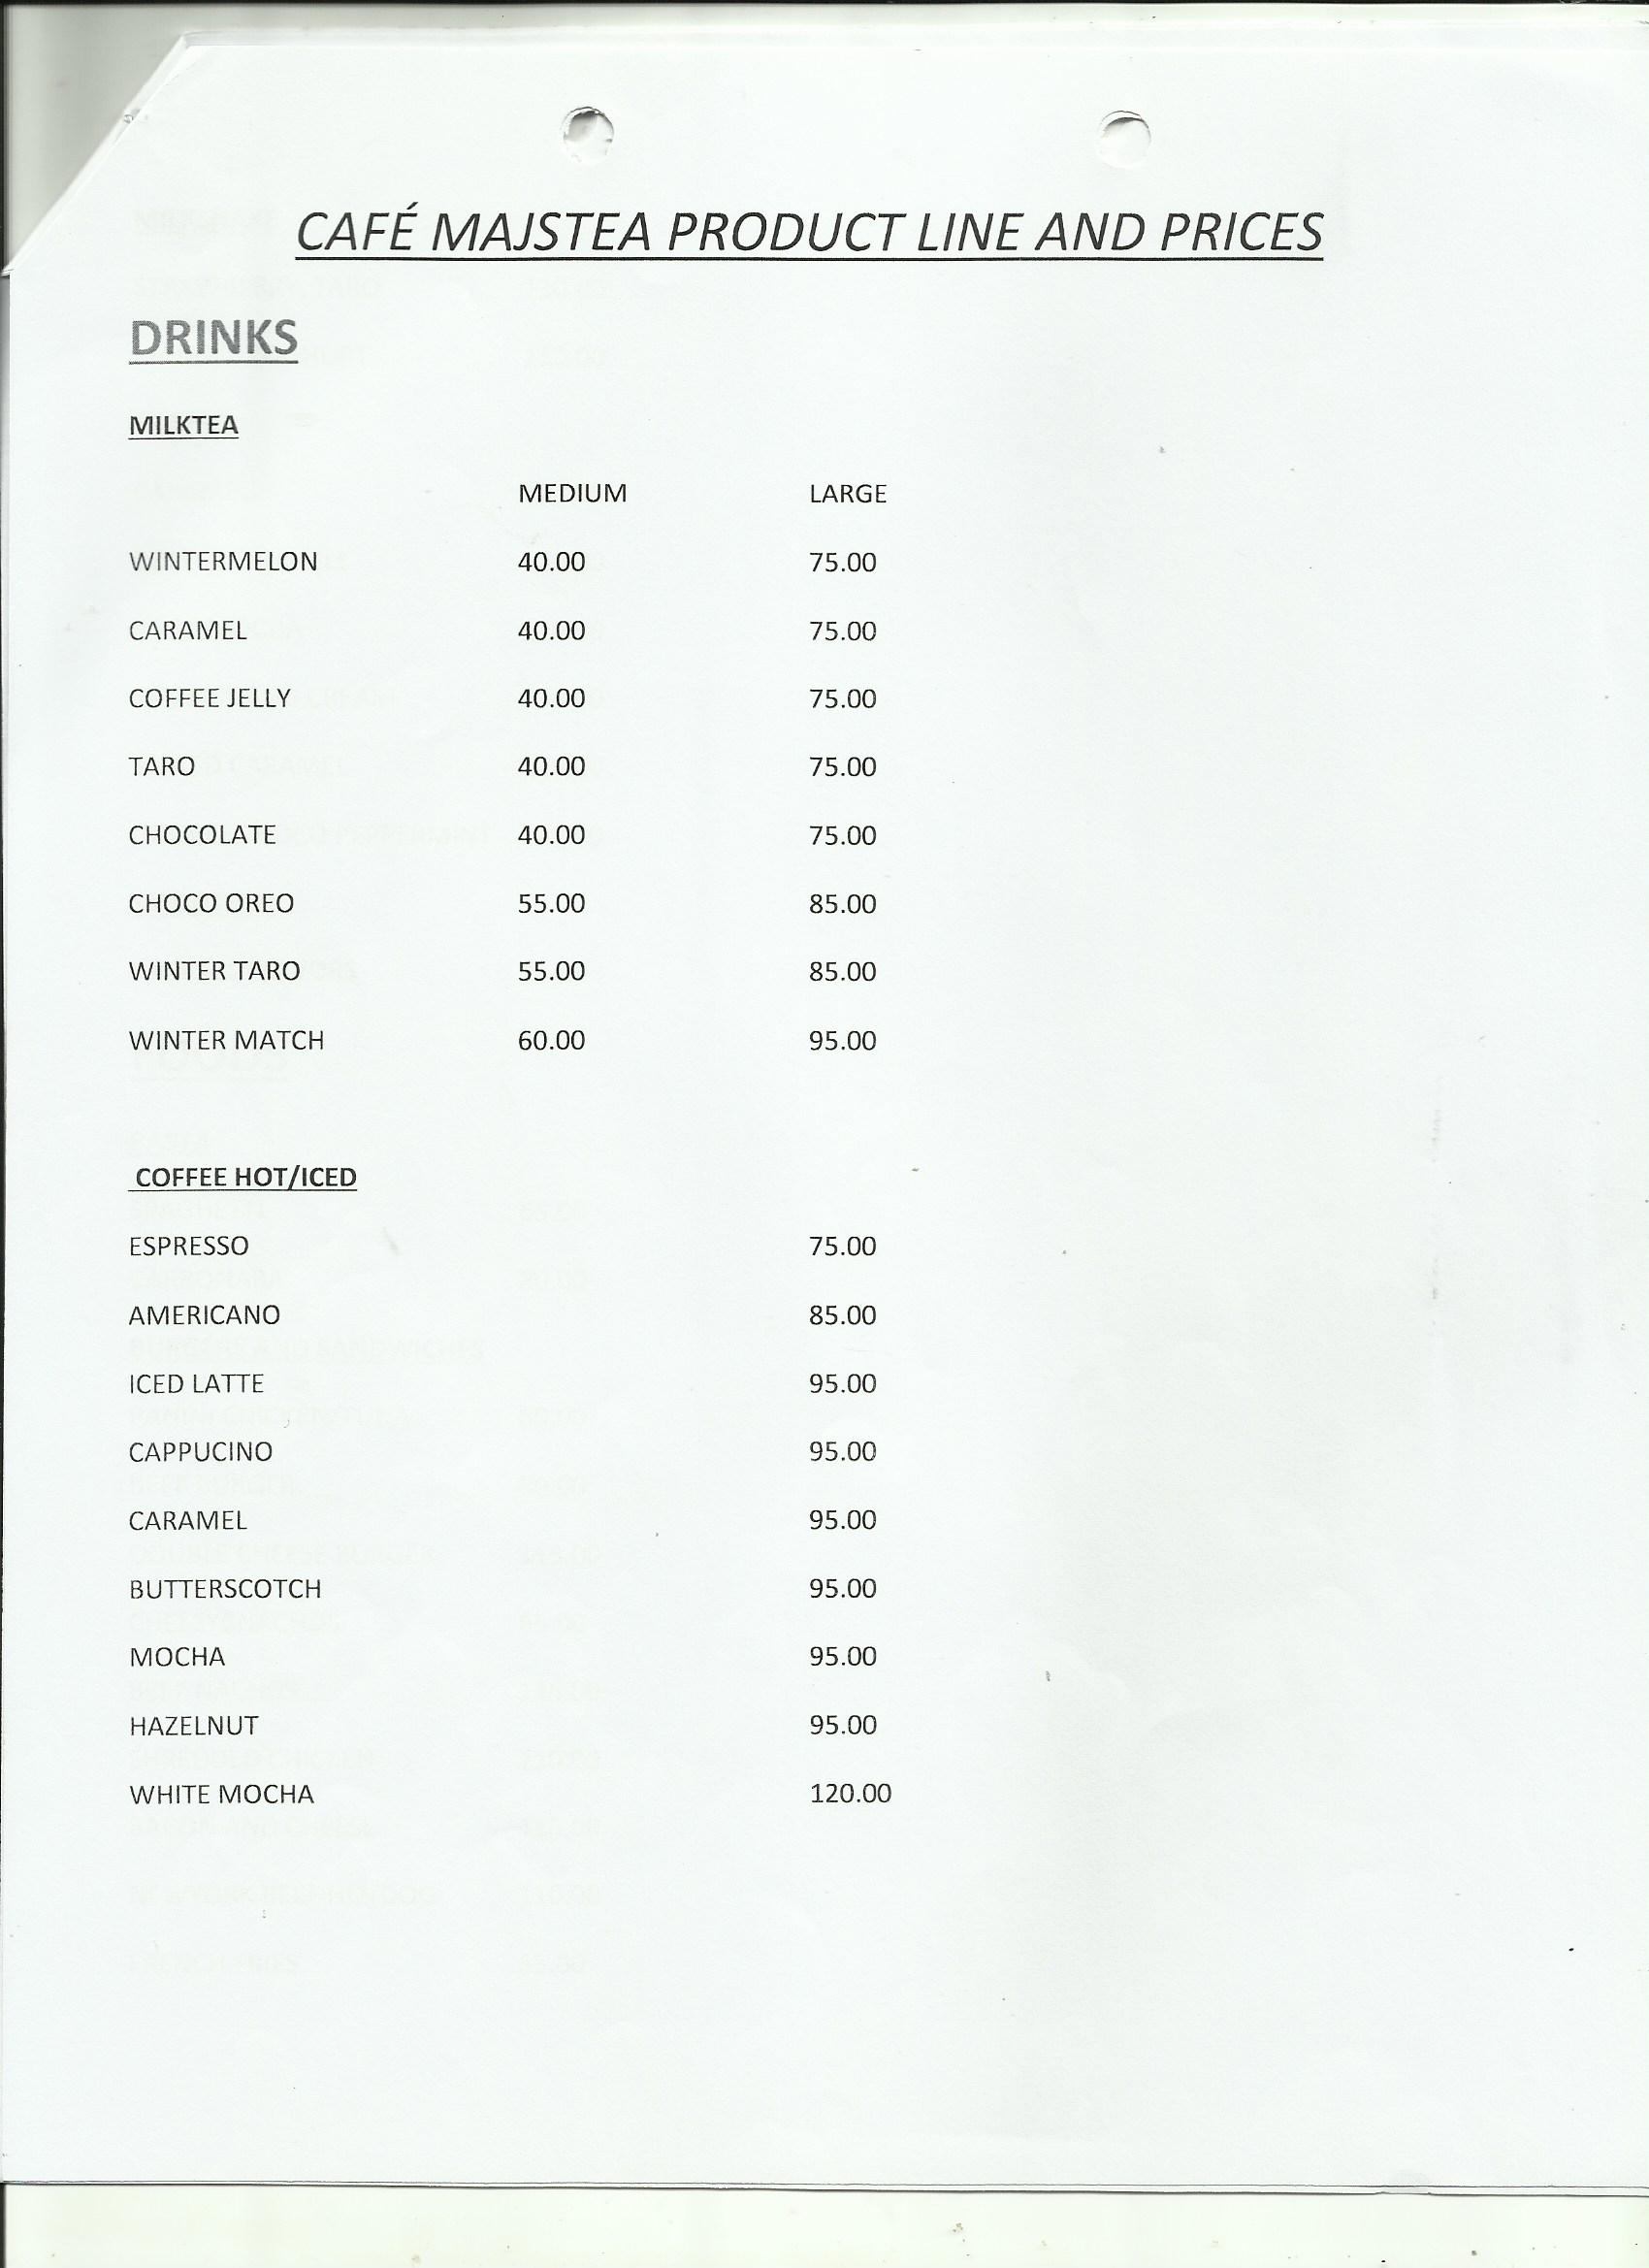 CAFÉ MAJSTEA PRODUCT LINE AND PRICES
DRINKS
MILKTEA
MEDIUM LARGE
WINTERMELON 40.00 75.00
CARAMEL 40.00 75.00
COFFEE JELLY 40.00 75.00
TARO 40.00 75.00
CHOCOLATE 40.00 75.00
CHOCO OREO 55.00 85.00
WINTER TARO 55.00 85.00
WINTER MATCH 60.00 95.00
COFFEE HOT/ICED
ESPRESSO 75.00
AMERICANO 85.00
ICED LATTE 95.00
CAPPUCINO 95.00
CARAMEL 95.00
BUTTERSCOTCH 95.00
MOCHA 95.00
HAZELNUT 95.00
WHITE MOCHA 120.00